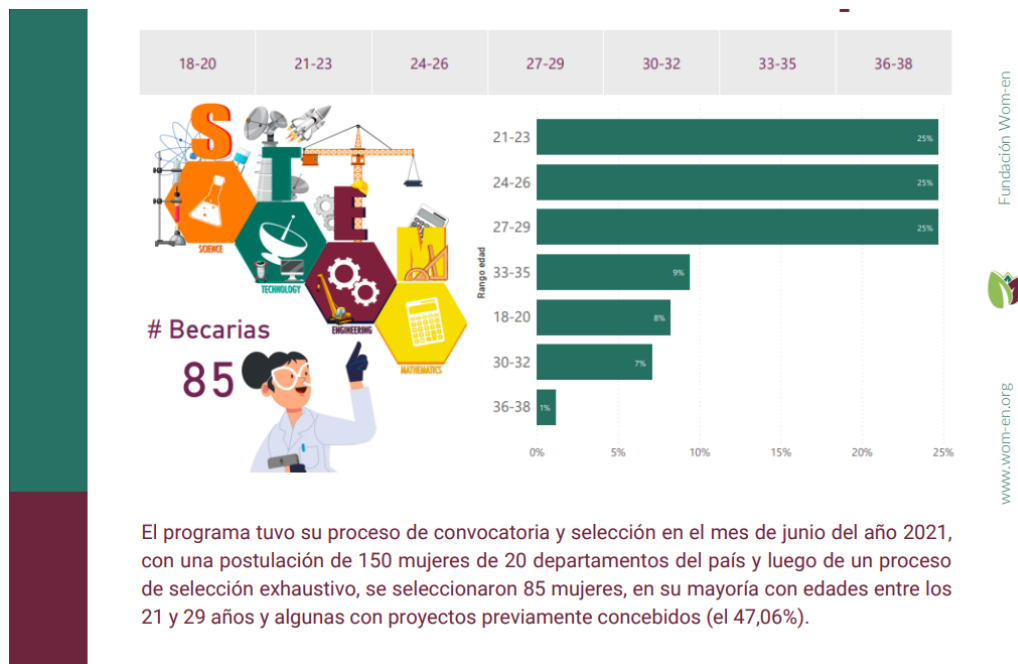 18-20 21-23 24-26 27-29 30-32 33-35 36-38
S
T
E
M
SCIENCE
TECHNOLOGY
ENGINEERING
MATHEMATICS
# Becarias
85
Rango edad
21-23 25%
24-26 25%
27-29 25%
33-35 9%
18-20 8%
30-32 7%
36-38 1%
0% 5% 10% 15% 20% 25%
Fundación Wom-en
www.wom-en.org
El programa tuvo su proceso de convocatoria y selección en el mes de junio del año 2021,
con una postulación de 150 mujeres de 20 departamentos del país y luego de un proceso
de selección exhaustivo, se seleccionaron 85 mujeres, en su mayoría con edades entre los
21 y 29 años y algunas con proyectos previamente concebidos (el 47,06%).